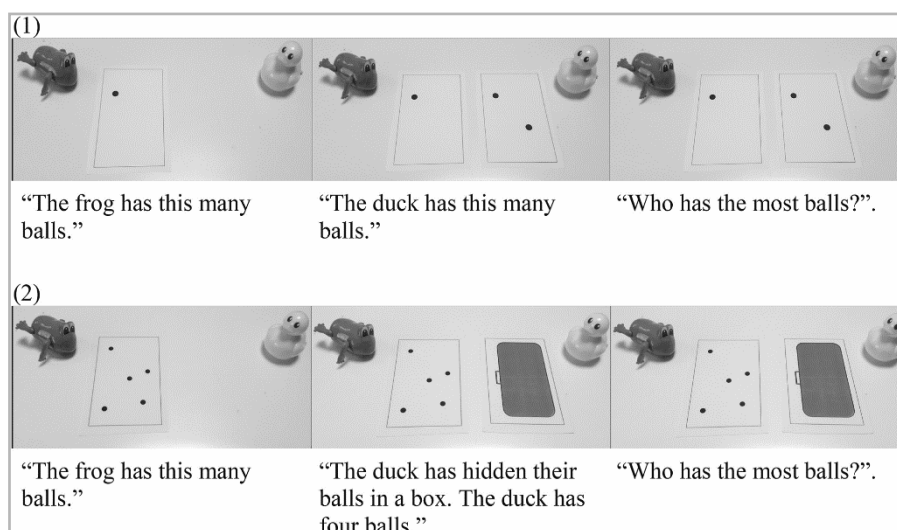 (1)
“The frog has this many
balls.”
“The duck has this many
balls.”
“Who has the most balls?”.
(2)
“The frog has this many
balls.”
“The duck has hidden their
balls in a box. The duck has
four balls.”
“Who has the most balls?”.